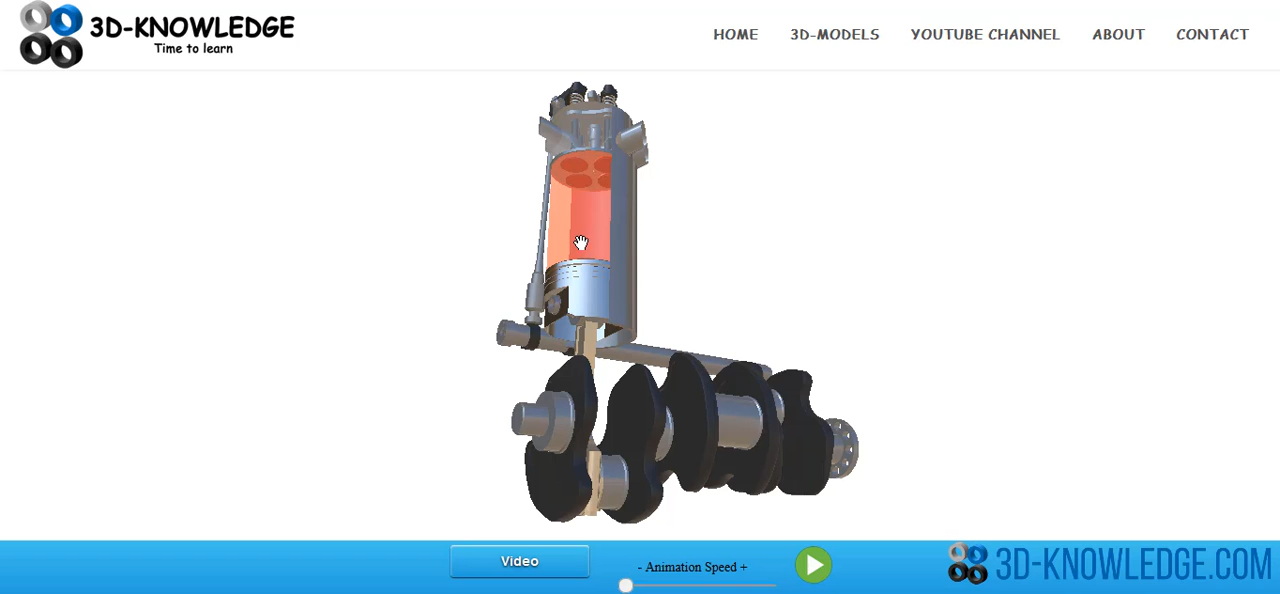 3D-KNOWLEDGE
Time to learn
HOME 3D-MODELS YOUTUBE CHANNEL ABOUT CONTACT
Video
- Animation Speed +
3D-KNOWLEDGE.COM